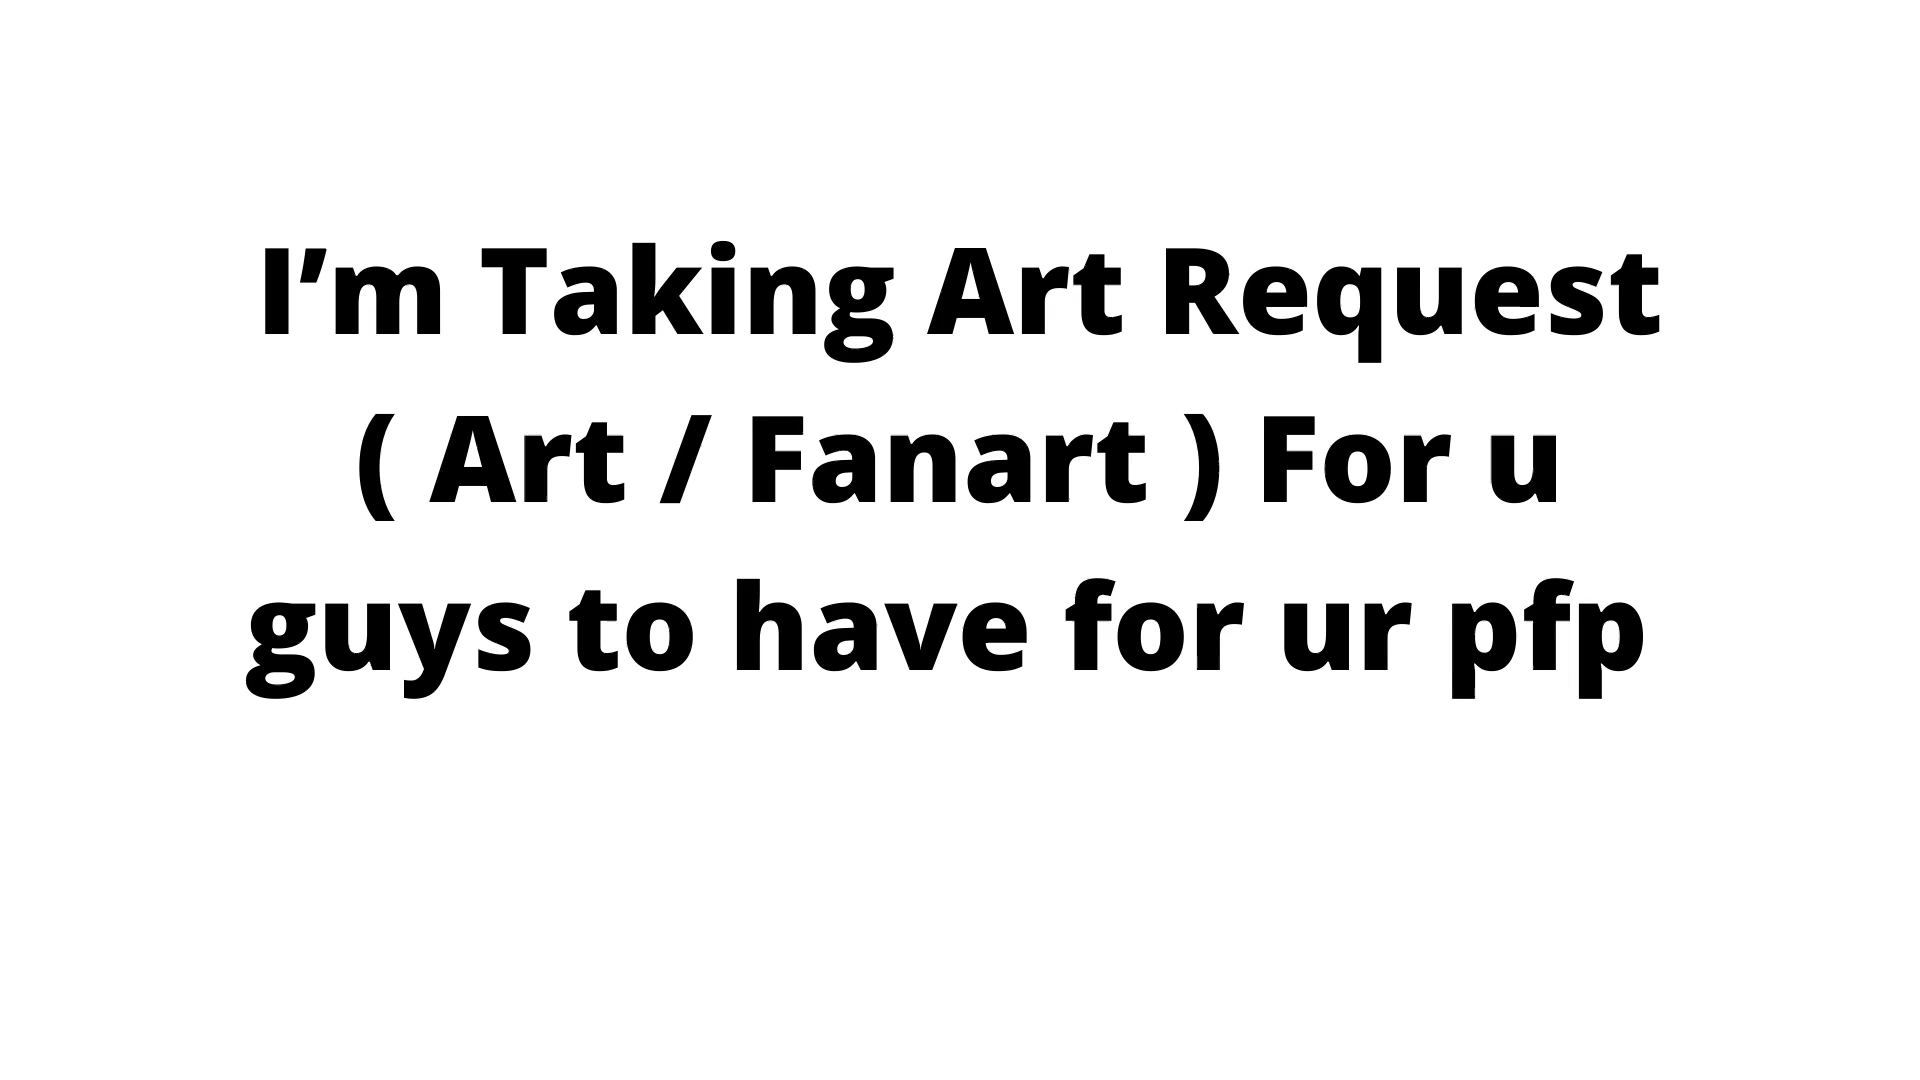 I’m Taking Art Request
( Art / Fanart ) For u
guys to have for ur pfp